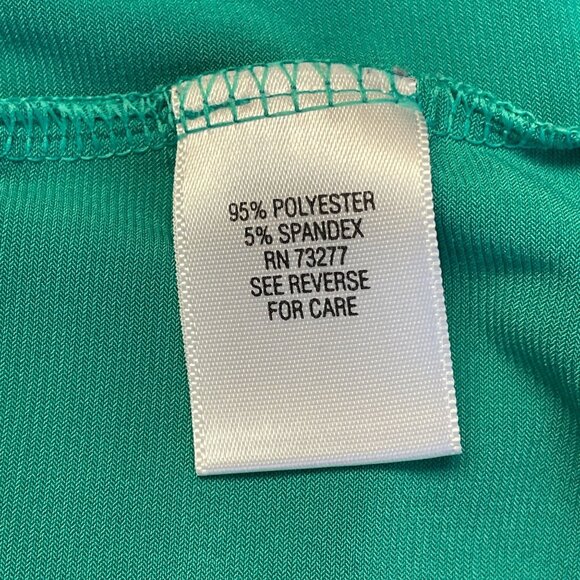 95% POLYESTER
5% SPANDEX
RN 73277
SEE REVERSE
FOR CARE